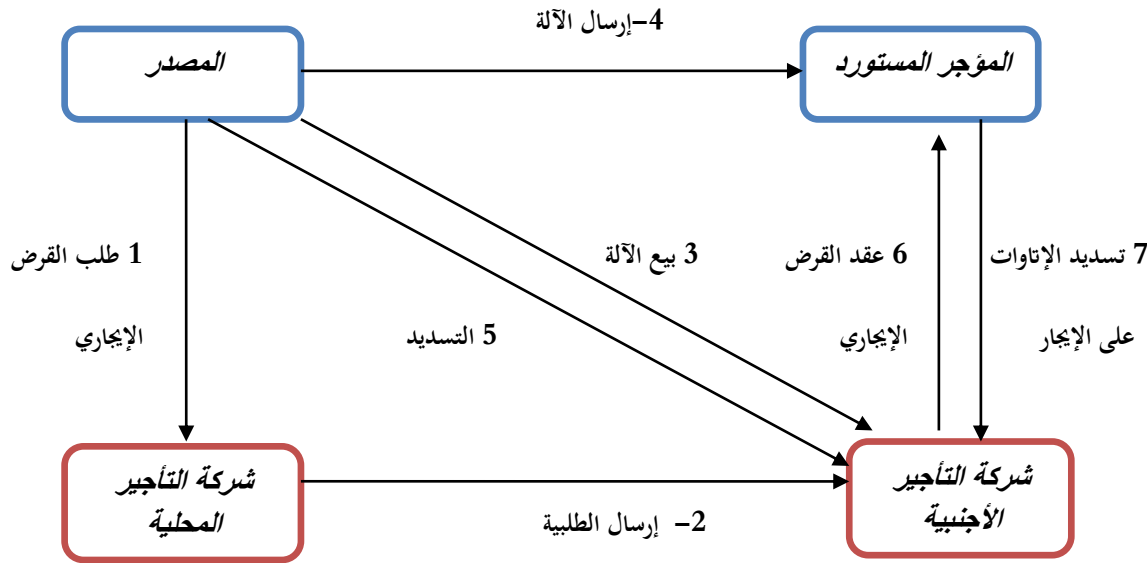 4–إرسال الآلة
المصدر
المؤجر المستورد
1 طلب القرض
الإيجاري
3 بيع الآلة
5 التسديد
6 عقد القرض
الإيجاري
7 تسديد الإتاوات
على الإيجار
شركة التأجير
المحلية
2– إرسال الطلبية
شركة التأجير
الأجنبية